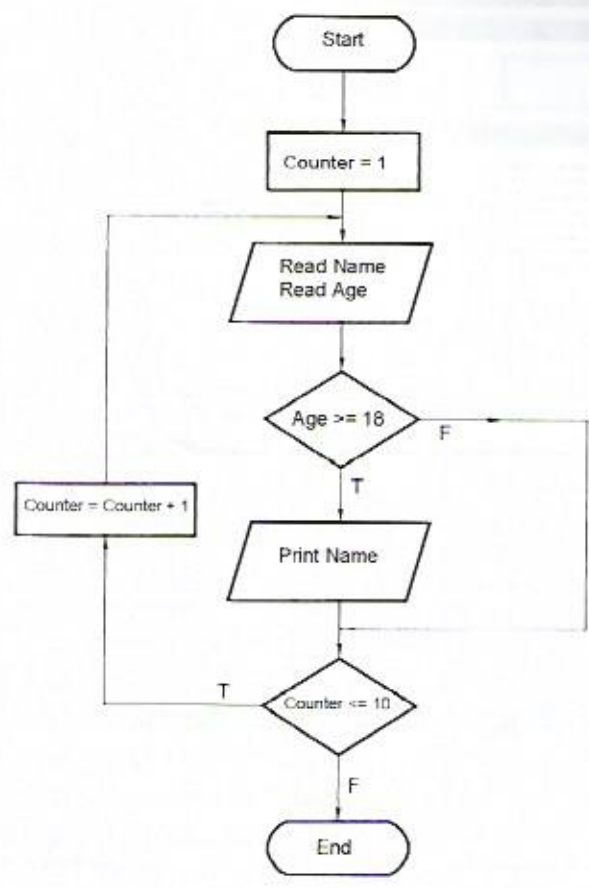 Start
Counter = 1
Read Name
Read Age
Age >= 18
F
T
Counter = Counter + 1
Print Name
T
Counter <= 10
F
End